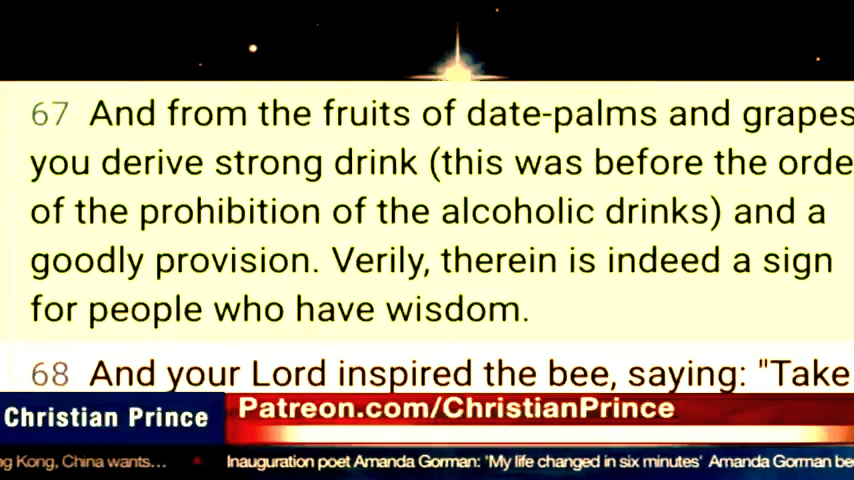 67 And from the fruits of date-palms and grapes
you derive strong drink (this was before the orde
of the prohibition of the alcoholic drinks) and a
goodly provision. Verily, therein is indeed a sign
for people who have wisdom.
68 And your Lord inspired the bee, saying: "Take
Christian Prince
Patreon.com/ChristianPrince
ng Kong, China wants... Inauguration poet Amanda Gorman: 'My life changed in six minutes' Amanda Gorman be